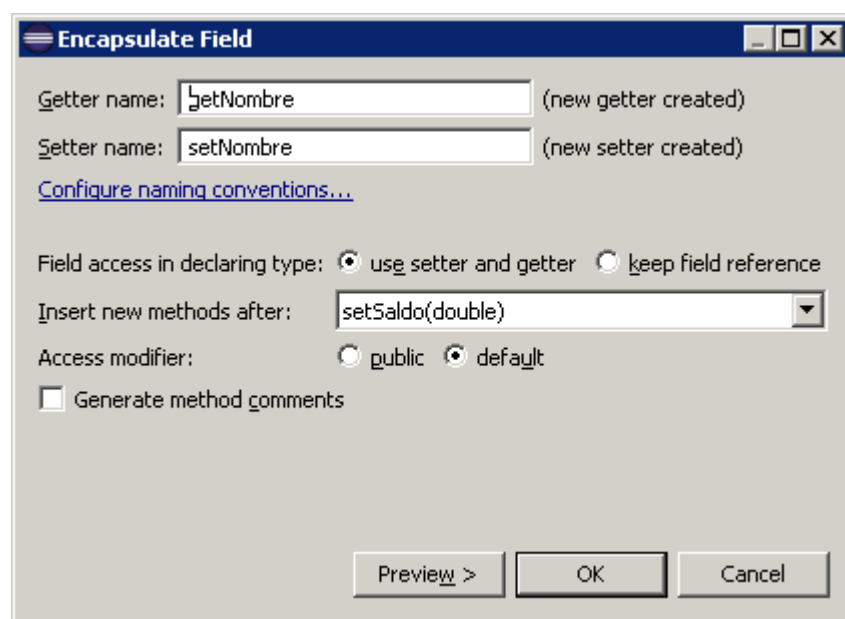 Encapsulate Field
Getter name: getNombre (new getter created)
Setter name: setNombre (new setter created)
Configure naming conventions...
Field access in declaring type: use setter and getter keep field reference
Insert new methods after: setSaldo(double)
Access modifier: public default
Generate method comments
Preview > OK Cancel